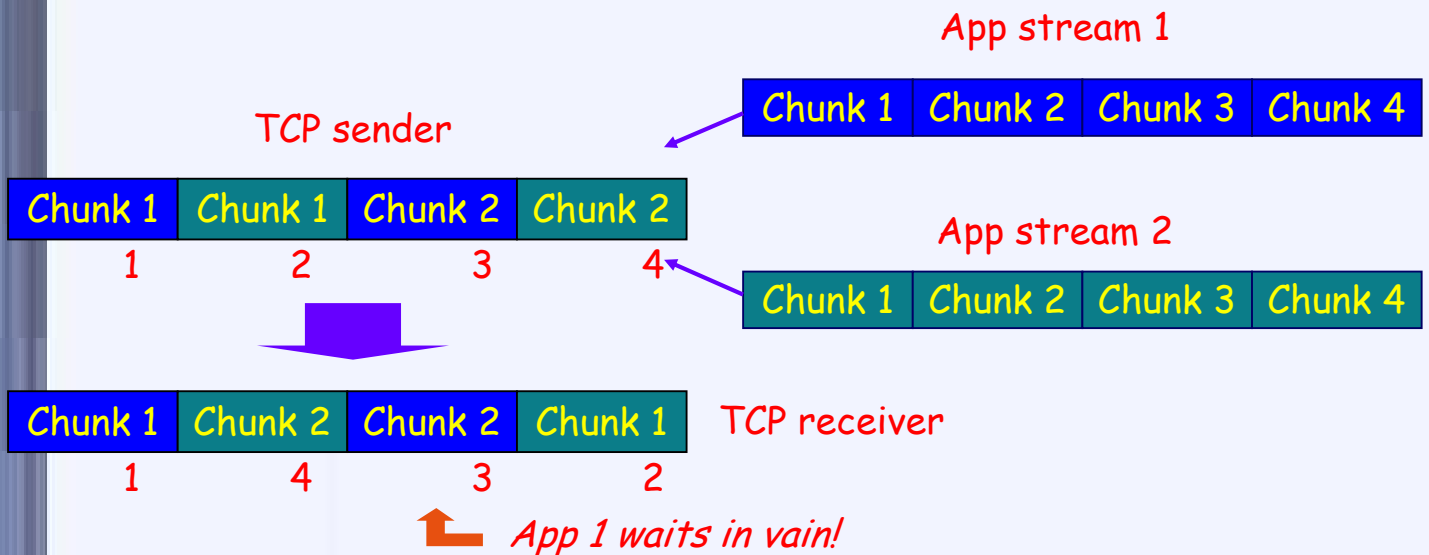 App stream 1
Chunk 1 Chunk 2 Chunk 3 Chunk 4
TCP sender
Chunk 1 Chunk 1 Chunk 2 Chunk 2
1 2 3 4
App stream 2
Chunk 1 Chunk 2 Chunk 3 Chunk 4
Chunk 1 Chunk 2 Chunk 2 Chunk 1
TCP receiver
1 4 3 2
App 1 waits in vain!